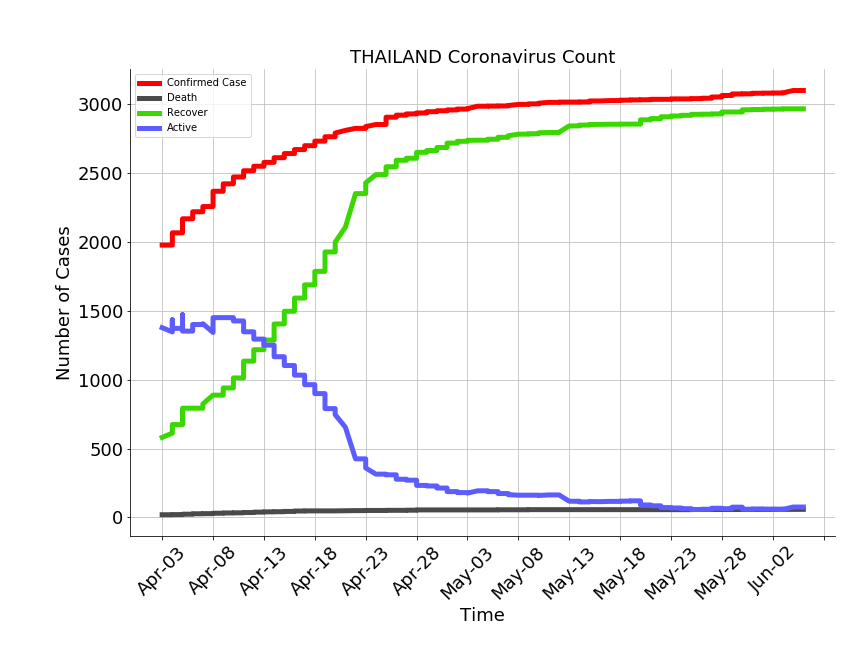 THAILAND Coronavirus Count
Confirmed Case
Death
Recover
Active
Number of Cases
3000
2500
2000
1500
1000
500
0
Apr-03
Apr-08
Apr-13
Apr-18
Apr-23
Apr-28
May-03
May-08
May-13
May-18
May-23
May-28
Jun-02
Time